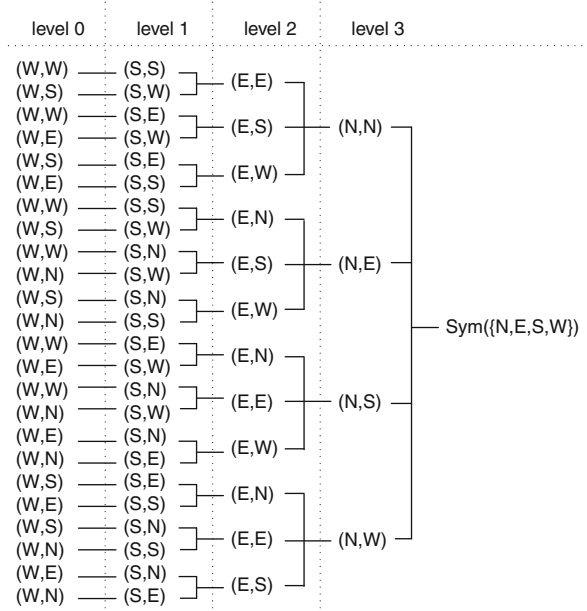 level 0 level 1 level 2 level 3
(W,W) (S,S)
(E,E)
(W,S) (S,W)
(W,W) (S,E)
(E,S) (N,N)
(W,E) (S,W)
(W,S) (S,E)
(E,W)
(W,E) (S,S)
(W,W) (S,S)
(E,N)
(W,S) (S,W)
(W,W) (S,N)
(E,S) (N,E)
(W,N) (S,W)
(W,S) (S,N)
(E,W)
(W,N) (S,S)
Sym({N,E,S,W})
(W,W) (S,E)
(E,N)
(W,E) (S,W)
(W,W) (S,N)
(E,E) (N,S)
(W,N) (S,W)
(W,E) (S,N)
(E,W)
(W,N) (S,E)
(W,S) (S,E)
(E,N)
(W,E) (S,S)
(W,S) (S,N)
(E,E) (N,W)
(W,N) (S,S)
(W,E) (S,N)
(E,S)
(W,N) (S,E)